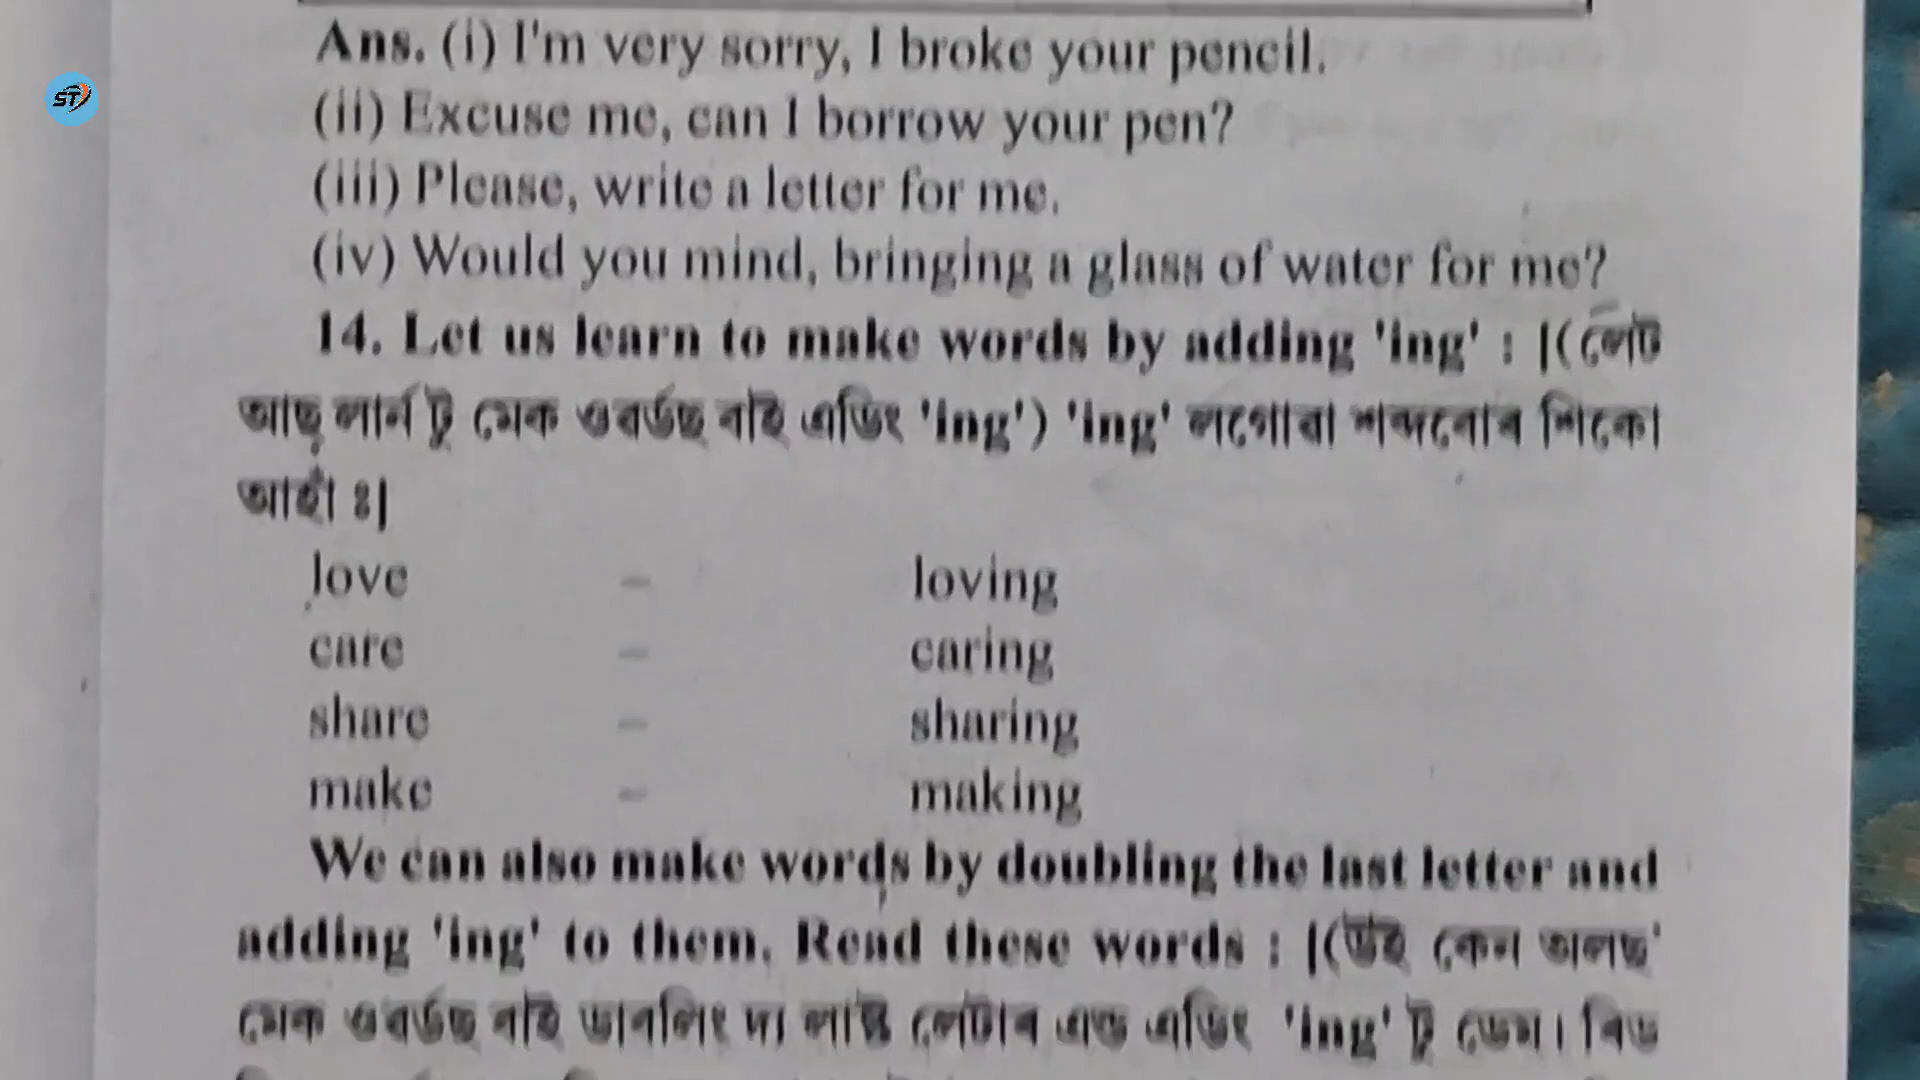 ST
Ans. (i) I'm very sorry, I broke your pencil.
(ii) Excuse me, can I borrow your pen?
(iii) Please, write a letter for me.
(iv) Would you mind, bringing a glass of water for me?
14. Let us learn to make words by adding 'ing' : [(লেট
আছ্ লাৰ্ন টু মেক ওৱৰ্ডছ্ বাই এডিং 'ing') 'ing' লগোৱা শব্দবোৰ শিকো
আহাঁ ঃ]
love – loving
care – caring
share – sharing
make – making
We can also make words by doubling the last letter and
adding 'ing' to them. Read these words : [(উই কেন অলছ'
মেক ওৱৰ্ডছ্ বাই ডাবলিং দ্য লাষ্ট লেটাৰ এণ্ড এডিং 'ing' টু ডেম। ৰিড